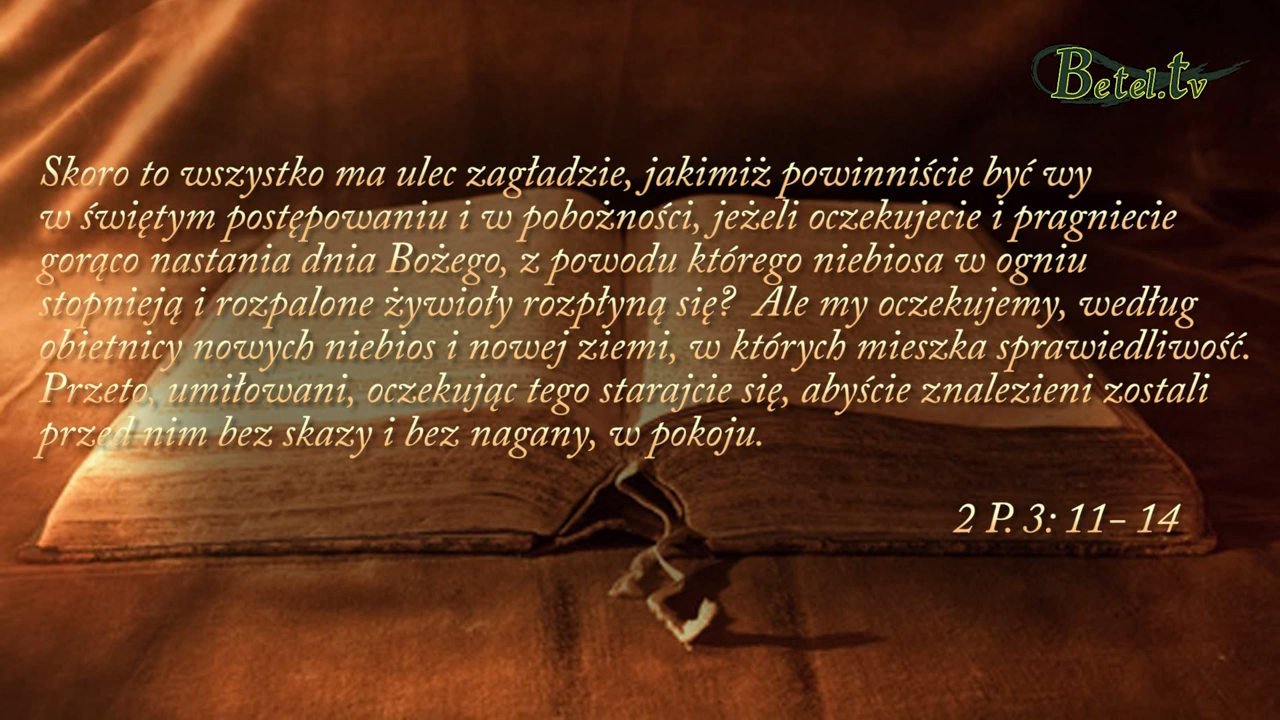 Betel.tv
Skoro to wszystko ma ulec zagładzie, jakimiż powinniście być wy
w świętym postępowaniu i w pobożności, jeżeli oczekujecie i pragniecie
gorąco nastania dnia Bożego, z powodu którego niebiosa w ogniu
stopnieją i rozpalone żywioły rozpłyną się?  Ale my oczekujemy, według
obietnicy nowych niebios i nowej ziemi, w których mieszka sprawiedliwość.
Przeto, umiłowani, oczekując tego starajcie się, abyście znalezieni zostali
przed nim bez skazy i bez nagany, w pokoju.
2 P. 3: 11- 14